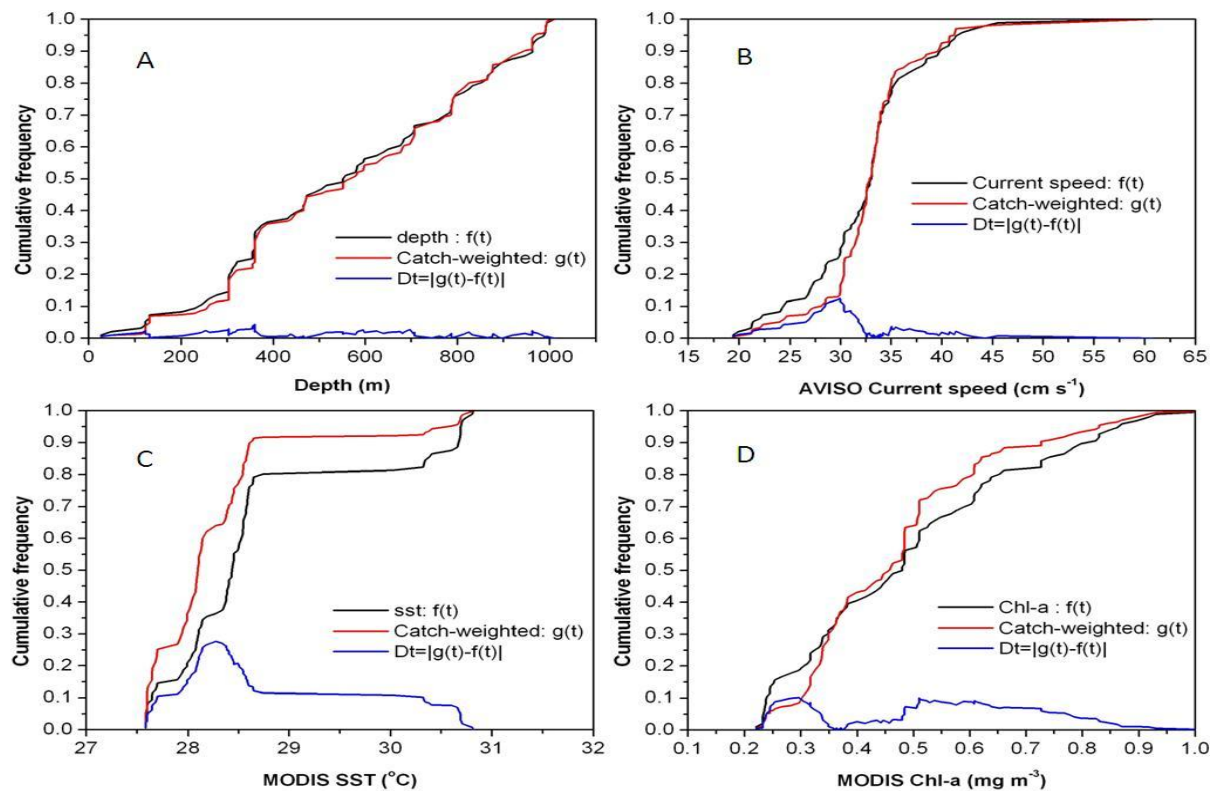 A
Cumulative frequency
1.0
0.9
0.8
0.7
0.6
0.5
0.4
0.3
0.2
0.1
0.0
depth : f(t)
Catch-weighted: g(t)
Dt=|g(t)-f(t)|
0 200 400 600 800 1000
Depth (m)
B
Cumulative frequency
1.0
0.9
0.8
0.7
0.6
0.5
0.4
0.3
0.2
0.1
0.0
Current speed: f(t)
Catch-weighted: g(t)
Dt=|g(t)-f(t)|
15 20 25 30 35 40 45 50 55 60 65
AVISO Current speed (cm s⁻¹)
C
Cumulative frequency
1.0
0.9
0.8
0.7
0.6
0.5
0.4
0.3
0.2
0.1
0.0
sst: f(t)
Catch-weighted: g(t)
Dt=|g(t)-f(t)|
27 28 29 30 31 32
MODIS SST (°C)
D
Cumulative frequency
1.0
0.9
0.8
0.7
0.6
0.5
0.4
0.3
0.2
0.1
0.0
Chl-a : f(t)
Catch-weighted: g(t)
Dt=|g(t)-f(t)|
0.1 0.2 0.3 0.4 0.5 0.6 0.7 0.8 0.9 1.0
MODIS Chl-a (mg m⁻³)